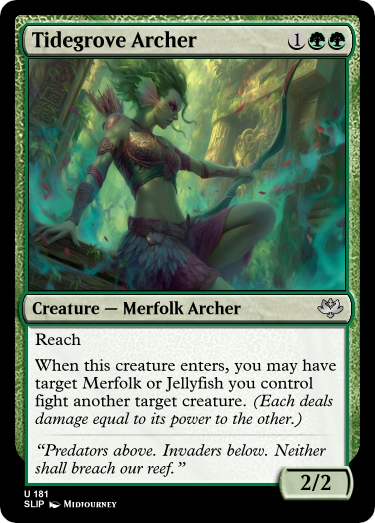 Tidegrove Archer 1
Creature — Merfolk Archer
Reach
When this creature enters, you may have
target Merfolk or Jellyfish you control
fight another target creature. (Each deals
damage equal to its power to the other.)
“Predators above. Invaders below. Neither
shall breach our reef.”
2/2
U 181
SLIP Midjourney